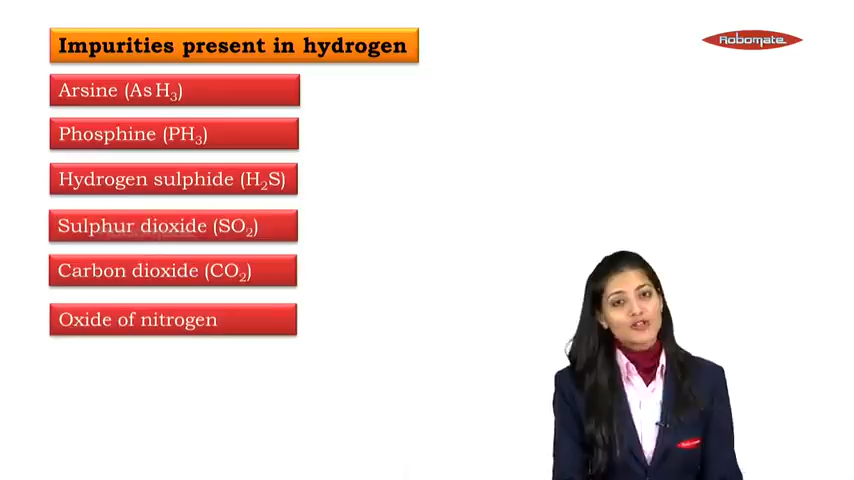 Impurities present in hydrogen
Robomate
Arsine (AsH₃)
Phosphine (PH₃)
Hydrogen sulphide (H₂S)
Sulphur dioxide (SO₂)
Carbon dioxide (CO₂)
Oxide of nitrogen